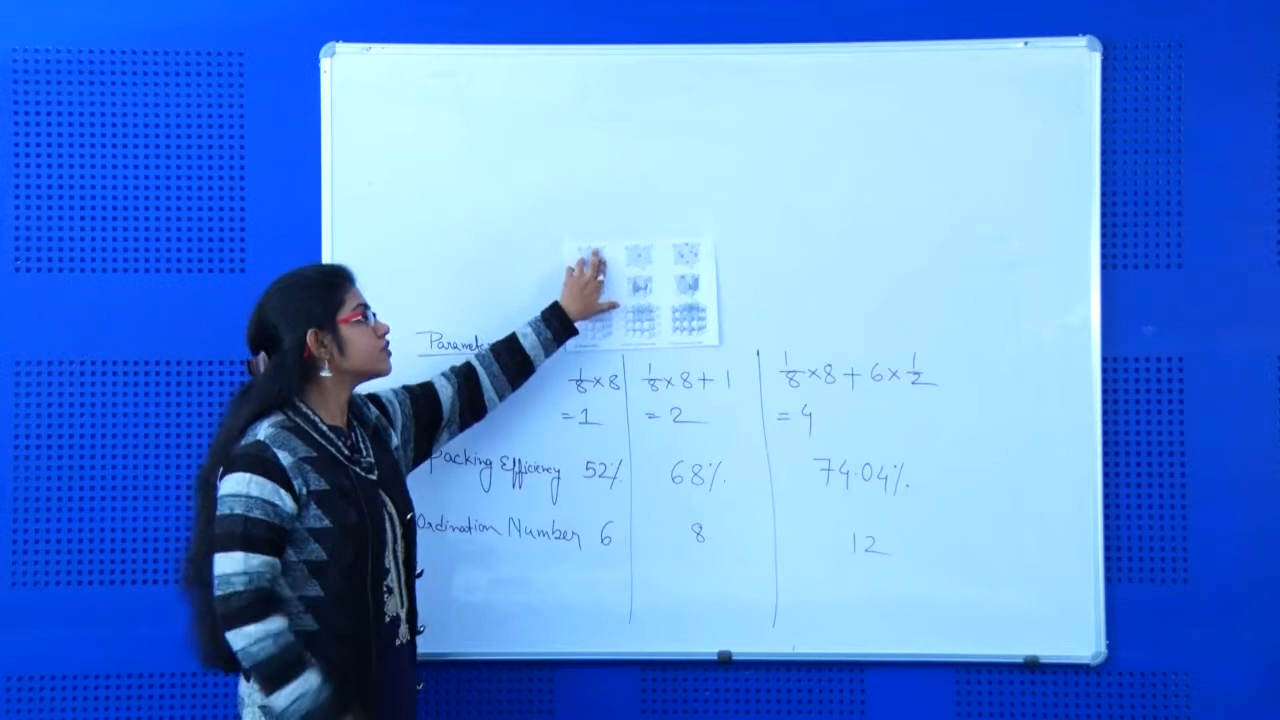 Paramete
1/8 × 8 1/8 × 8 + 1 1/8 × 8 + 6 × 1/2
= 1 = 2 = 4
Packing Efficiency 52% 68% 74.04%
Ordination Number 6 8 12